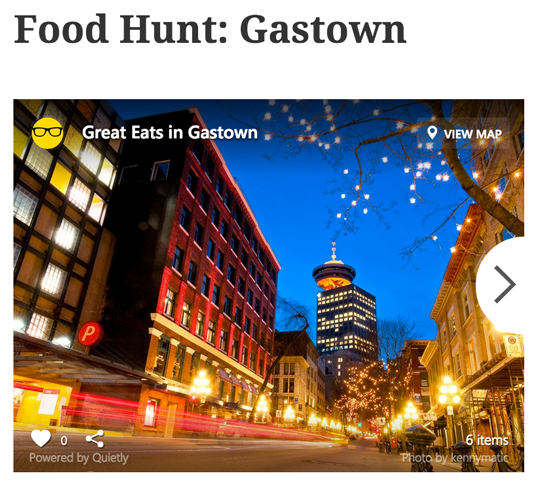 Food Hunt: Gastown
Great Eats in Gastown
VIEW MAP
P
0
6 items
Powered by Quietly
Photo by kennymatic